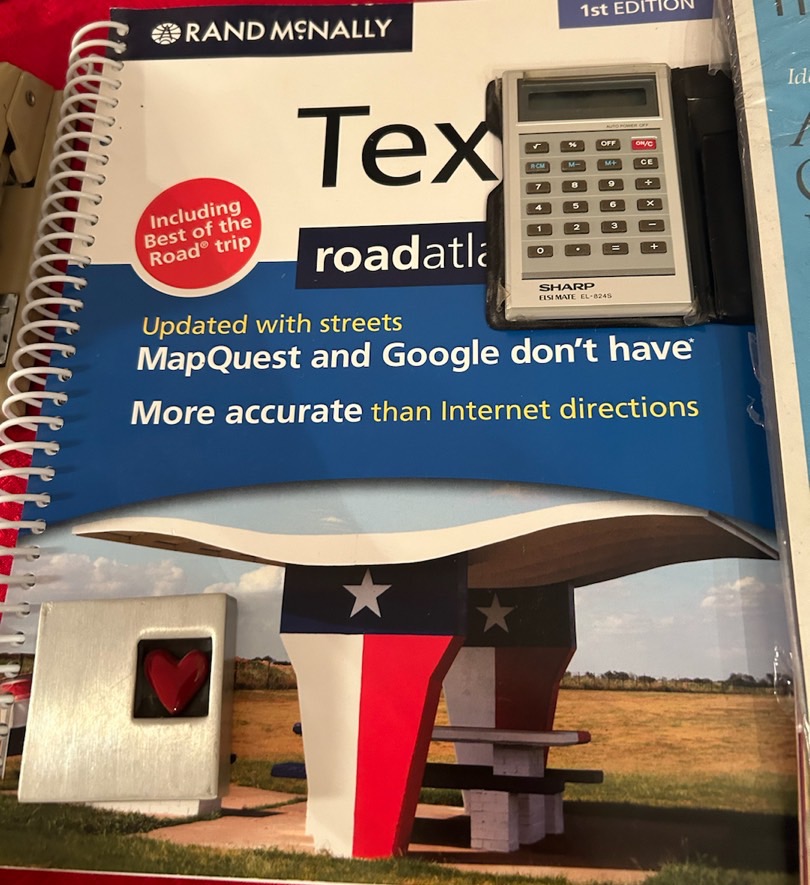 RAND MCNALLY
1st EDITION
Tex
Including
Best of the
Road® trip
roadatla
Updated with streets
MapQuest and Google don't have*
More accurate than Internet directions
AUTO POWER OFF
√ % OFF ON/C
R·CM M− M+ CE
7 8 9 ÷
4 5 6 ×
1 2 3 −
0 • = +
SHARP
ELSI MATE EL-824S
Id
A